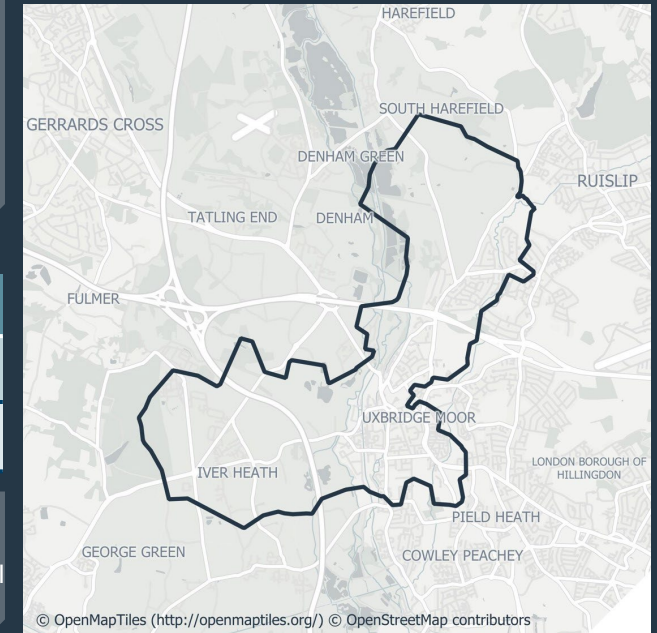 HAREFIELD
SOUTH HAREFIELD
GERRARDS CROSS
DENHAM GREEN
RUISLIP
TATLING END
DENHAM
FULMER
UXBRIDGE MOOR
LONDON BOROUGH OF
HILLINGDON
IVER HEATH
PIELD HEATH
GEORGE GREEN
COWLEY PEACHEY
© OpenMapTiles (http://openmaptiles.org/) © OpenStreetMap contributors